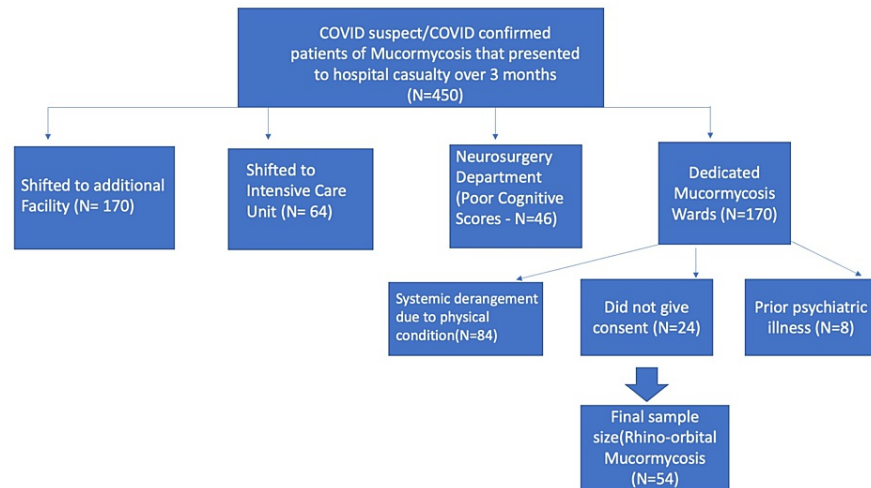 COVID suspect/COVID confirmed
patients of Mucormycosis that presented
to hospital casualty over 3 months
(N=450)
Shifted to additional
Facility (N= 170)
Shifted to
Intensive Care
Unit (N= 64)
Neurosurgery
Department
(Poor Cognitive
Scores - N=46)
Dedicated
Mucormycosis
Wards (N=170)
Systemic derangement
due to physical
condition(N=84)
Did not give
consent (N=24)
Prior psychiatric
illness (N=8)
Final sample
size(Rhino-orbital
Mucormycosis
(N=54)